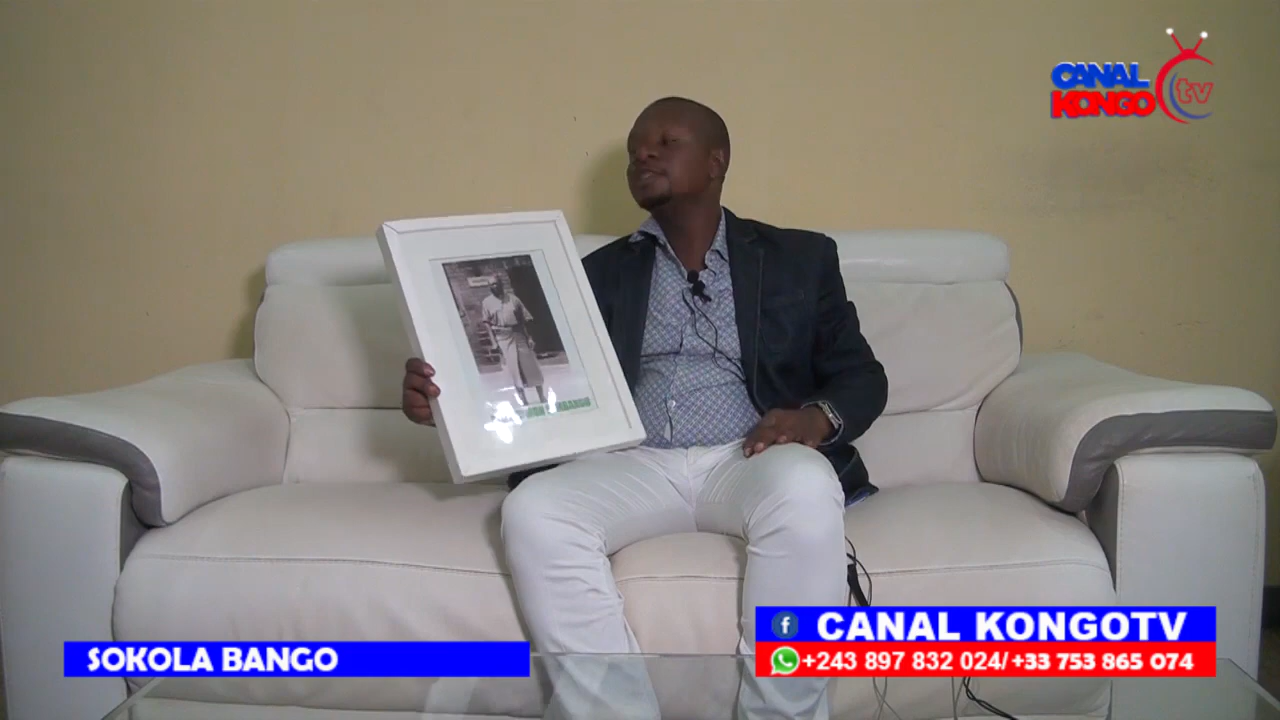 CANAL
KONGO
tv
SOKOLA BANGO
CANAL KONGOTV
+243 897 832 024/ +33 753 865 074